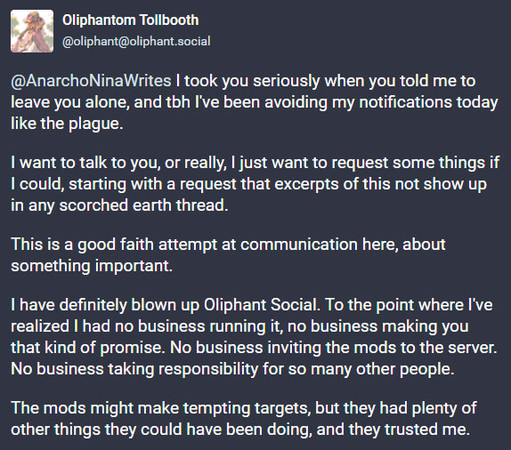 Oliphantom Tollbooth
@oliphant@oliphant.social
@AnarchoNinaWrites I took you seriously when you told me to
leave you alone, and tbh I've been avoiding my notifications today
like the plague.
I want to talk to you, or really, I just want to request some things if
I could, starting with a request that excerpts of this not show up
in any scorched earth thread.
This is a good faith attempt at communication here, about
something important.
I have definitely blown up Oliphant Social. To the point where I've
realized I had no business running it, no business making you
that kind of promise. No business inviting the mods to the server.
No business taking responsibility for so many other people.
The mods might make tempting targets, but they had plenty of
other things they could have been doing, and they trusted me.